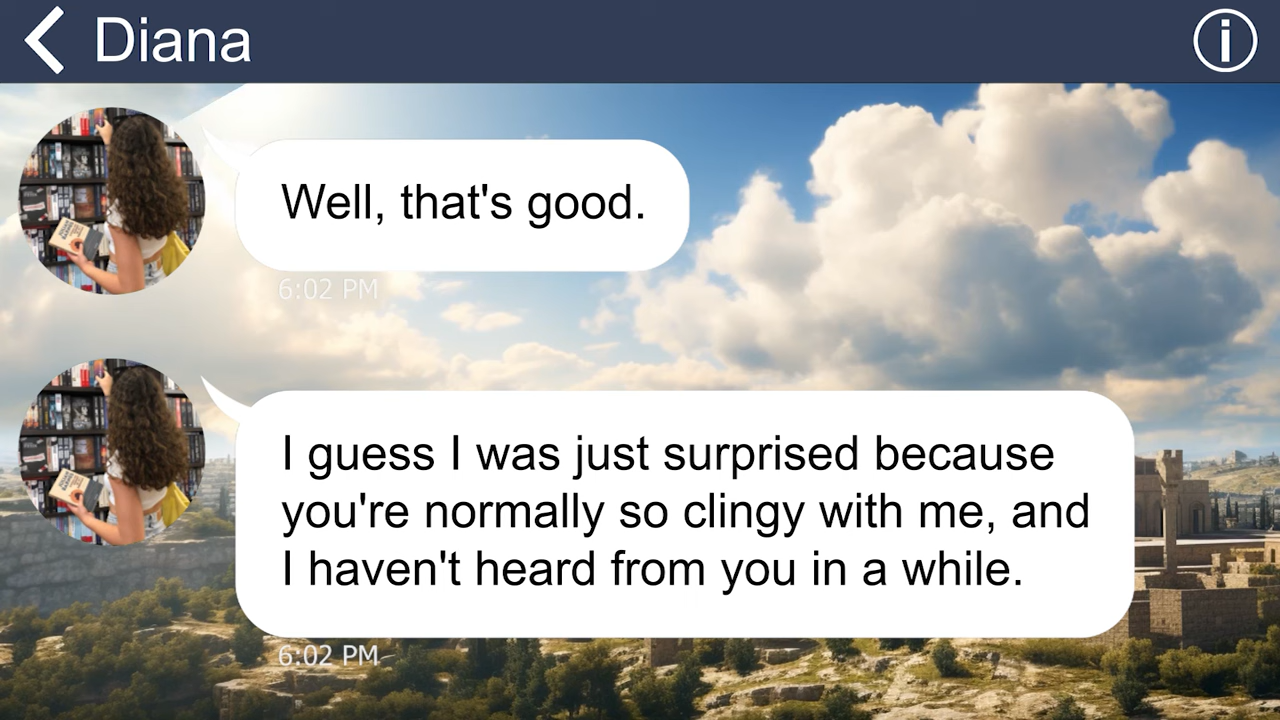 Diana
Well, that's good.
6:02 PM
I guess I was just surprised because
you're normally so clingy with me, and
I haven't heard from you in a while.
6:02 PM